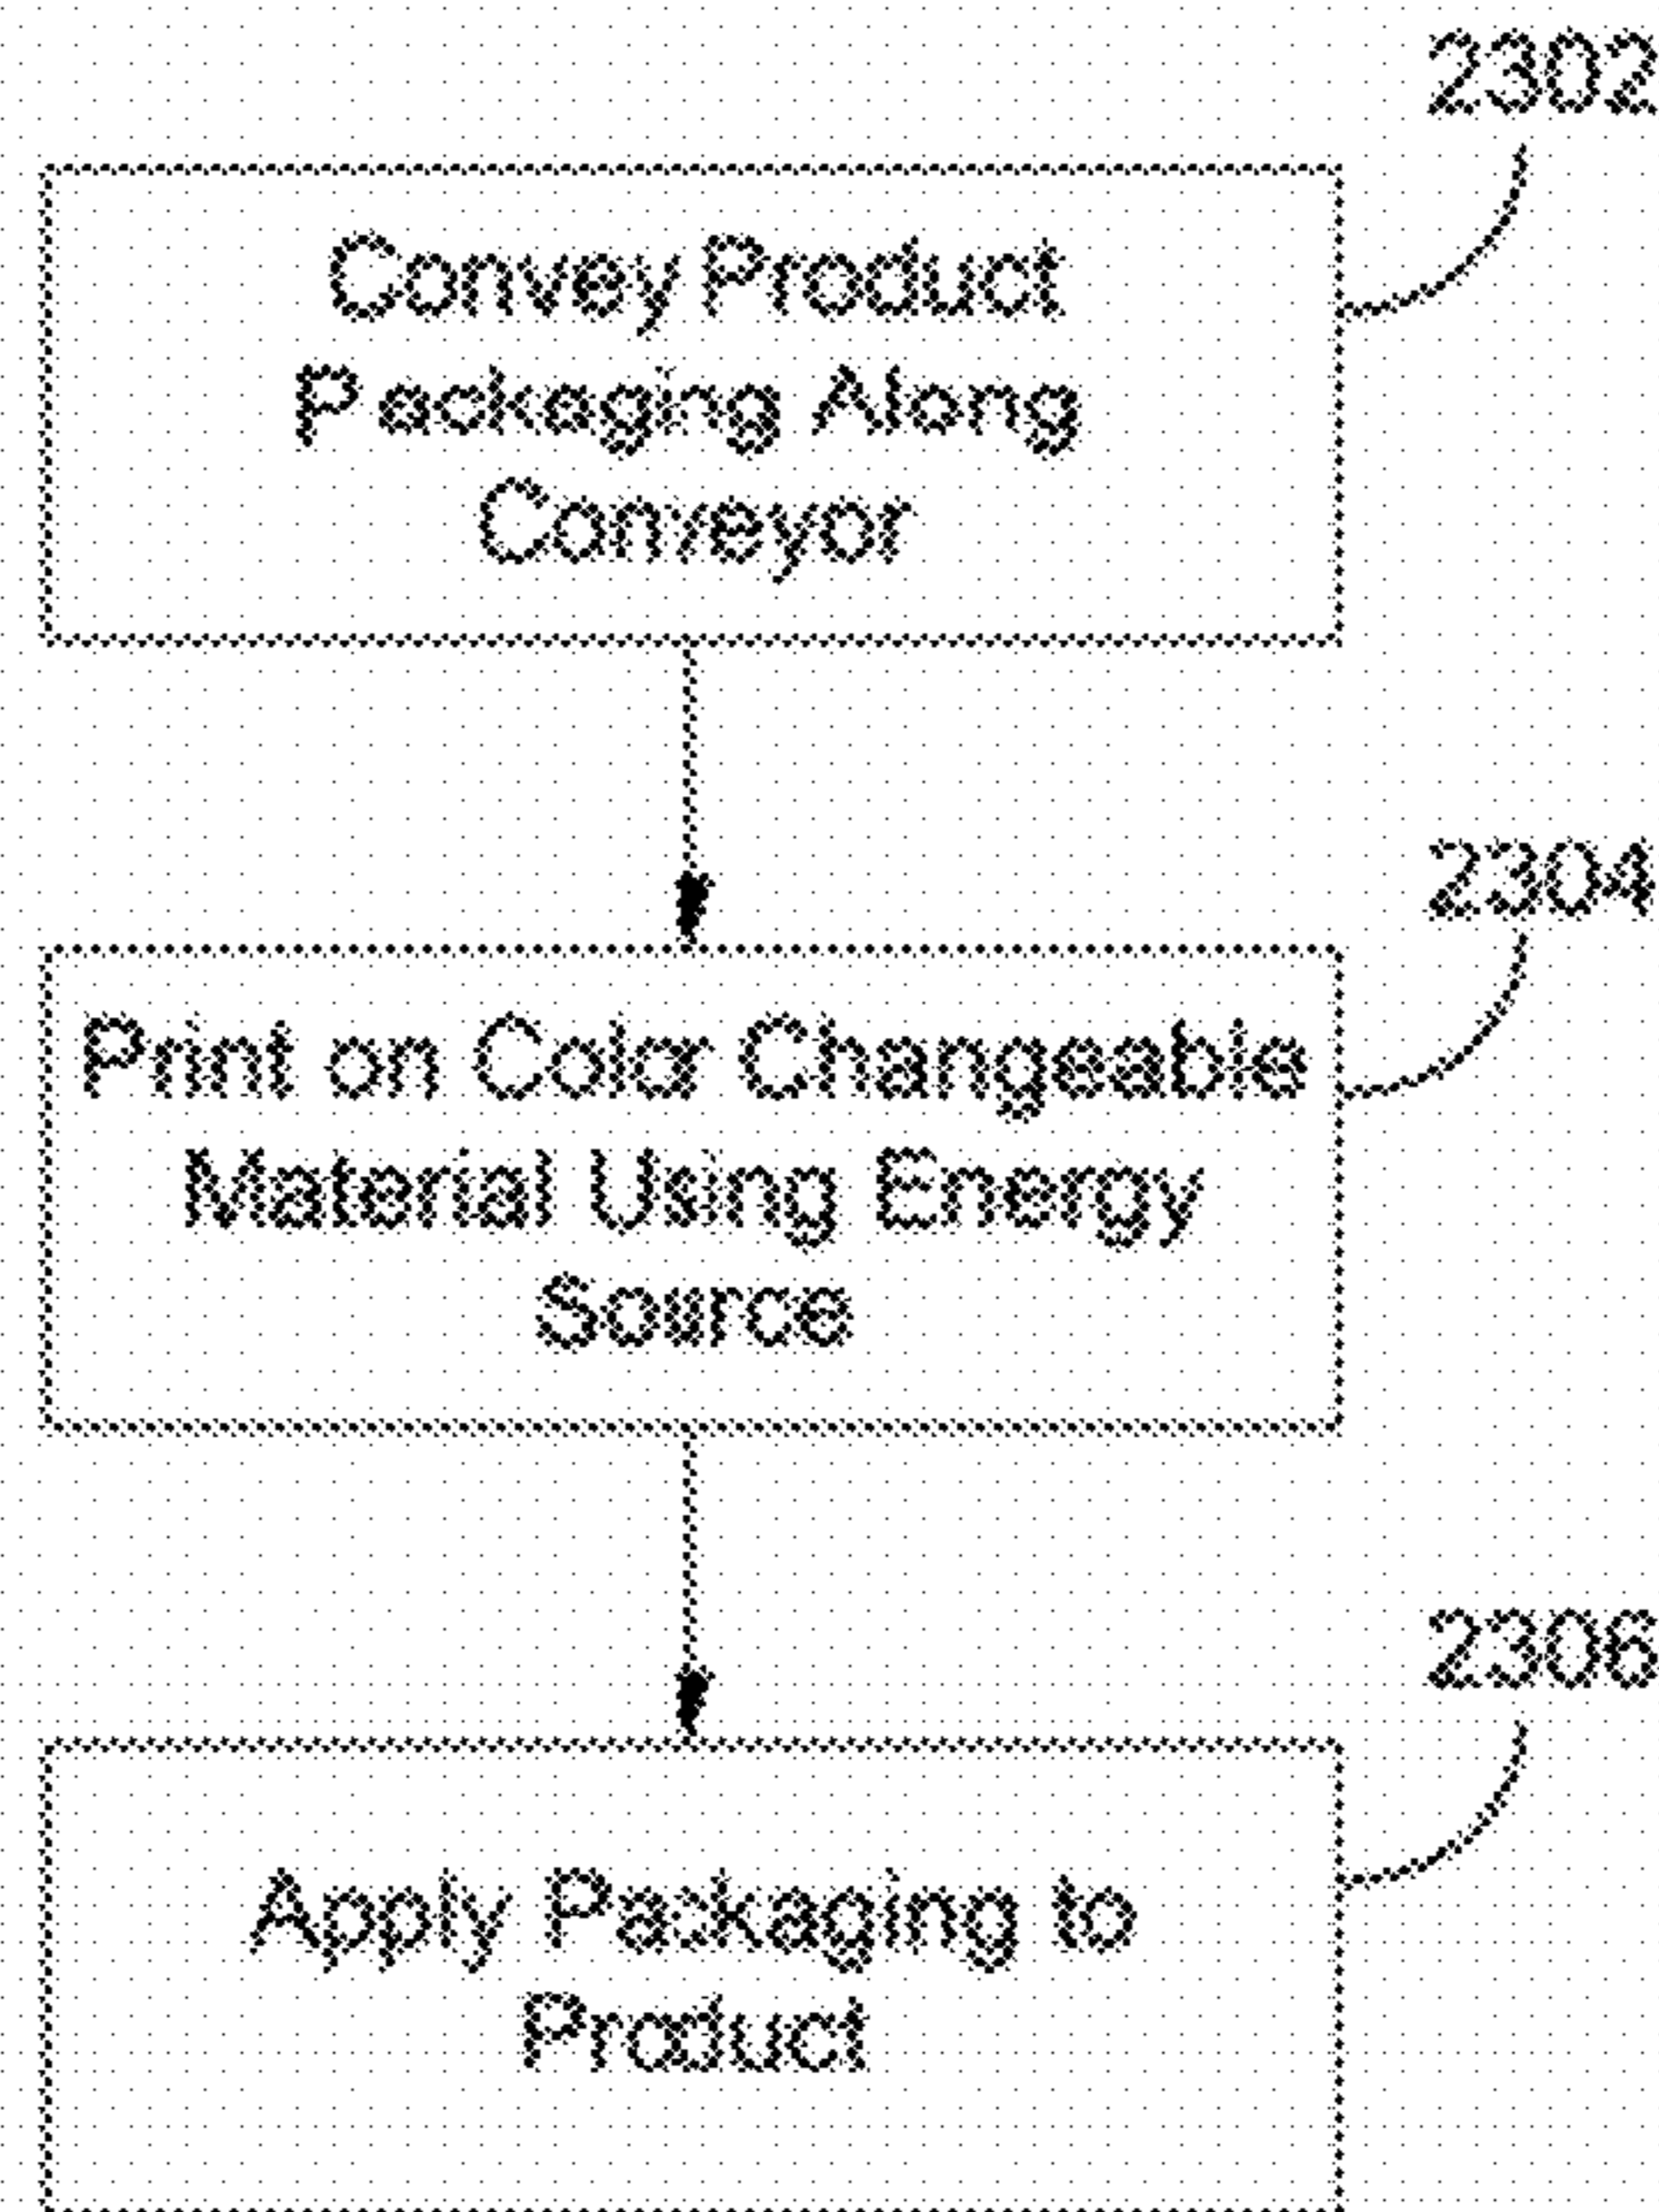 2302
Convey Product
Packaging Along
Conveyor
2304
Print on Color Changeable
Material Using Energy
Source
2306
Apply Packaging to
Product